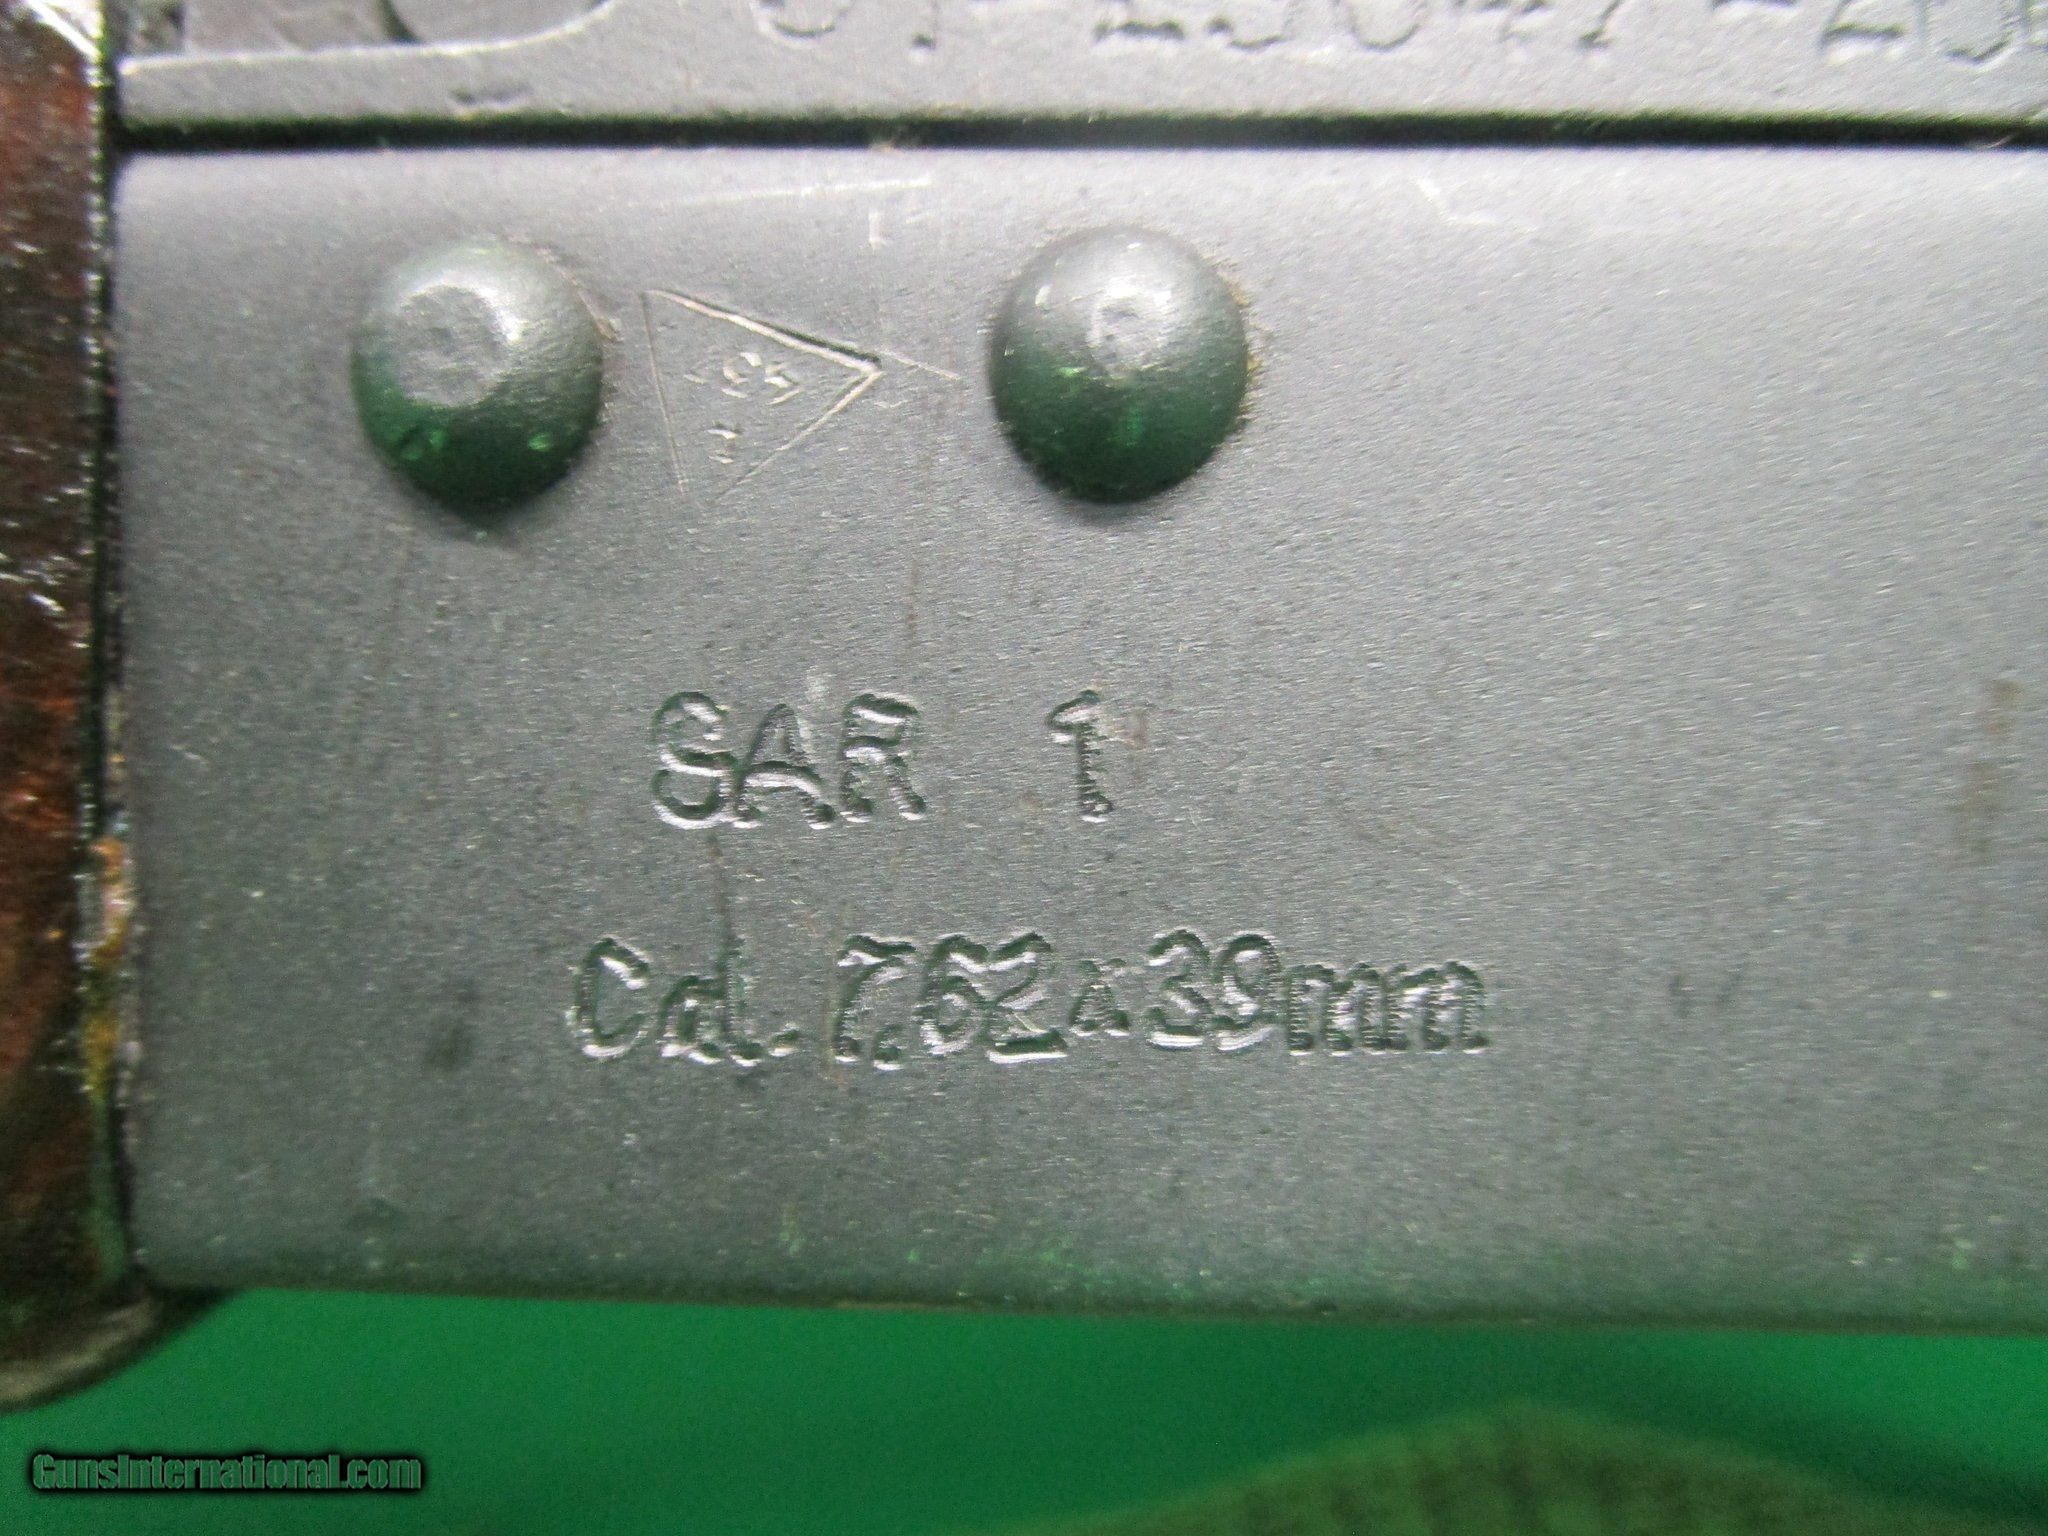 SAR 1
Cal. 7,62x39mm
GunsInternational.com